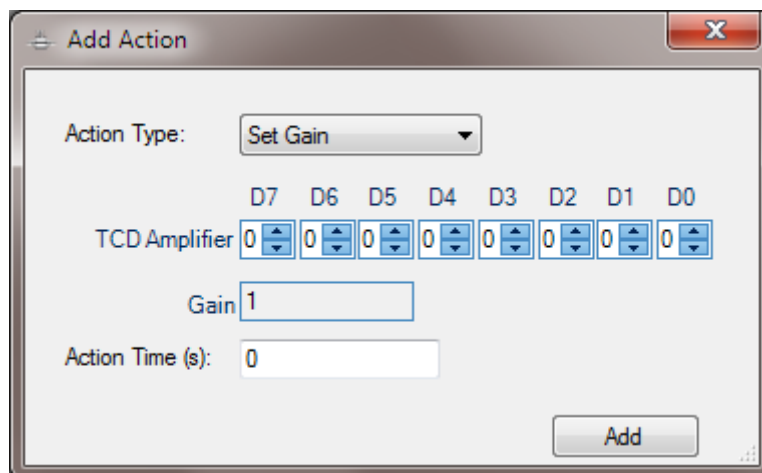 Add Action
Action Type: Set Gain
D7 D6 D5 D4 D3 D2 D1 D0
TCD Amplifier 0 0 0 0 0 0 0 0
Gain 1
Action Time (s): 0
Add